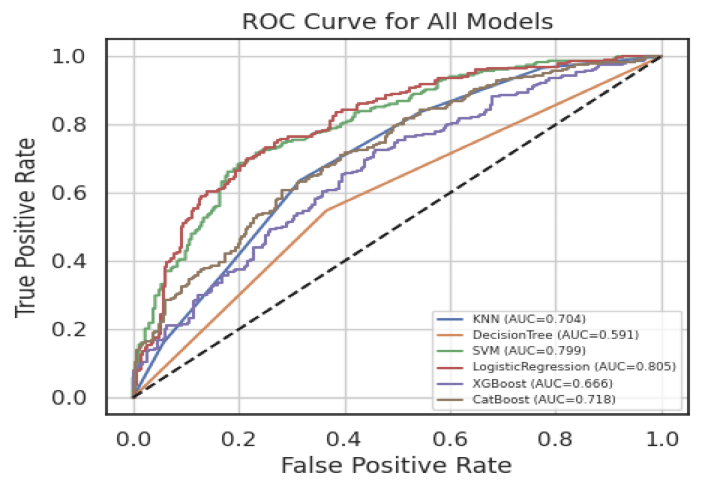 ROC Curve for All Models
True Positive Rate
1.0
0.8
0.6
0.4
0.2
0.0
KNN (AUC=0.704)
DecisionTree (AUC=0.591)
SVM (AUC=0.799)
LogisticRegression (AUC=0.805)
XGBoost (AUC=0.666)
CatBoost (AUC=0.718)
0.0 0.2 0.4 0.6 0.8 1.0
False Positive Rate